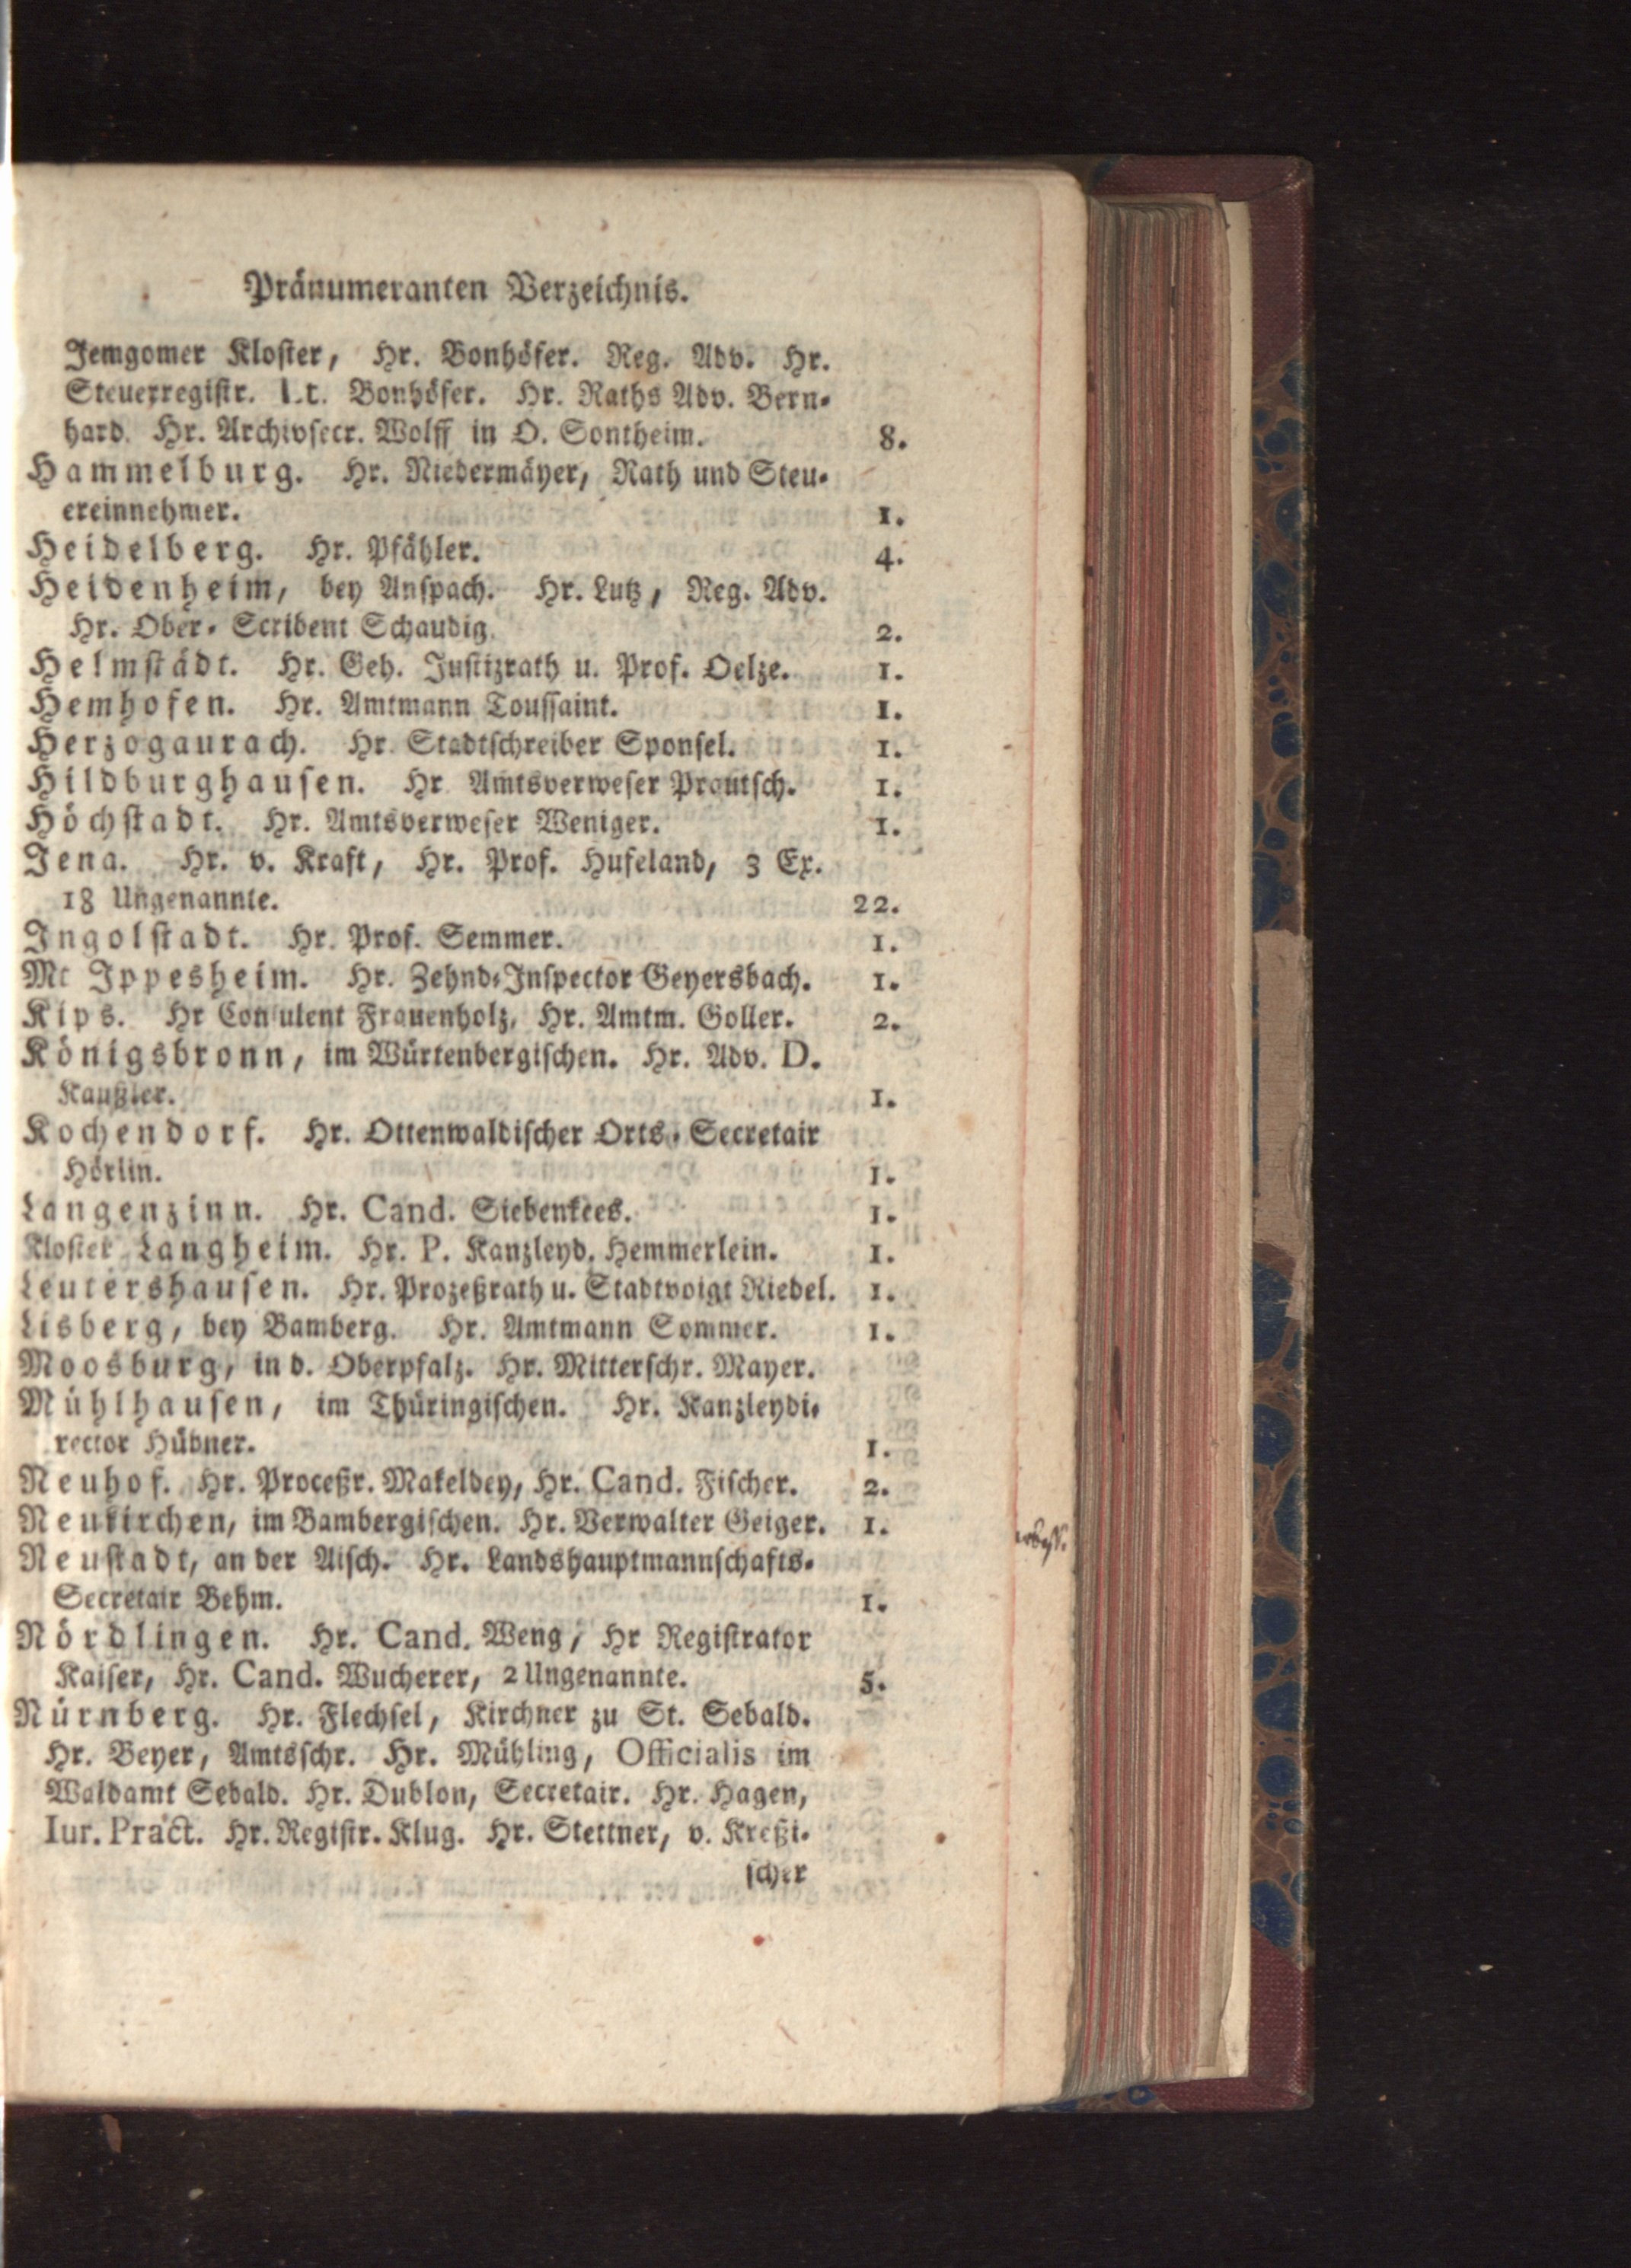 Pränumeranten Verzeichnis.
Jemgomer Kloster, Hr. Bonhöfer. Reg. Adv. Hr.
Steuerregistr. Lt. Bonhöfer. Hr. Raths Adv. Bern-
hard. Hr. Archivsecr. Wolff in O. Sontheim. 8.
Hammelburg. Hr. Niedermäyer, Rath und Steu-
ereinnehmer. 1.
Heidelberg. Hr. Pfähler. 4.
Heidenheim, bey Anspach. Hr. Lutz, Reg. Adv.
Hr. Ober-Scribent Schaudig. 2.
Helmstädt. Hr. Geh. Justizrath u. Prof. Oelze. 1.
Hemhofen. Hr. Amtmann Toussaint. 1.
Herzogaurach. Hr. Stadtschreiber Sponsel. 1.
Hildburghausen. Hr Amtsverweser Prautsch. 1.
Höchstadt. Hr. Amtsverweser Weniger. 1.
Jena. Hr. v. Kraft, Hr. Prof. Hufeland, 3 Ex.
18 Ungenannte. 22.
Ingolstadt. Hr. Prof. Semmer. 1.
Mt Ippesheim. Hr. Zehnd-Inspector Geyersbach. 1.
Kips. Hr Consulent Frauenholz, Hr. Amtm. Goller. 2.
Königsbronn, im Würtenbergischen. Hr. Adv. D.
Kaußler. 1.
Kochendorf. Hr. Ottenwaldischer Orts-Secretair
Hörlin. 1.
Langenzinn. Hr. Cand. Siebenkees. 1.
Kloster Langheim. Hr. P. Kanzleyd. Hemmerlein. 1.
Leutershausen. Hr. Prozeßrath u. Stadtvoigt Riedel. 1.
Lisberg, bey Bamberg. Hr. Amtmann Sommer. 1.
Moosburg, in d. Oberpfalz. Hr. Mitterschr. Mayer.
Mühlhausen, im Thüringischen. Hr. Kanzleydi-
rector Hübner. 1.
Neuhof. Hr. Proceßr. Makeldey, Hr. Cand. Fischer. 2.
Neukirchen, im Bambergischen. Hr. Verwalter Geiger. 1.
Neustadt, an der Aisch. Hr. Landshauptmannschafts-
Secretair Behm. 1.
Nördlingen. Hr. Cand. Weng, Hr Registrator
Kaiser, Hr. Cand. Wucherer, 2 Ungenannte. 5.
Nürnberg. Hr. Flechsel, Kirchner zu St. Sebald.
Hr. Beyer, Amtsschr. Hr. Mühling, Officialis im
Waldamt Sebald. Hr. Dublon, Secretair. Hr. Hagen,
Iur. Pract. Hr. Registr. Klug. Hr. Stettner, v. Kreßi-
scher